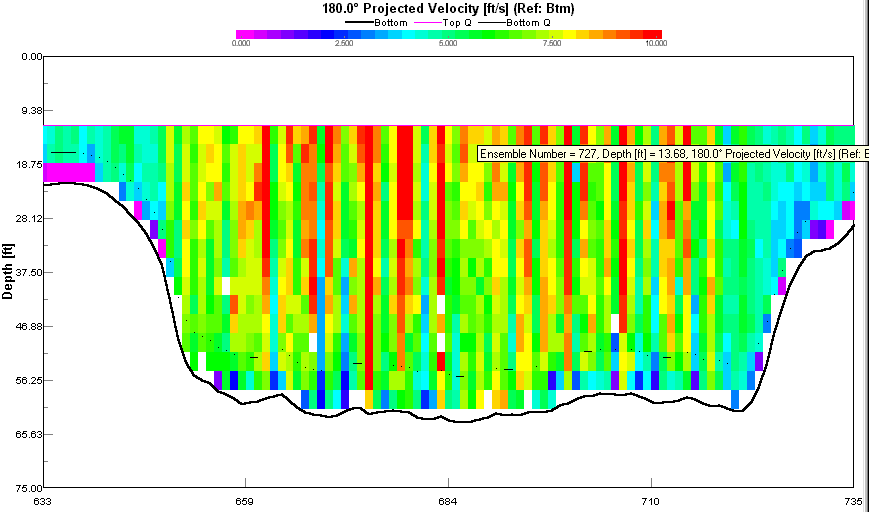 180.0° Projected Velocity [ft/s] (Ref: Btm)
Bottom Top Q Bottom Q
0.000 2.500 5.000 7.500 10.000
0.00
9.38
18.75
28.12
37.50
46.88
56.25
65.63
75.00
Depth [ft]
Ensemble Number = 727, Depth [ft] = 13.68, 180.0° Projected Velocity [ft/s] (Ref:
633 659 684 710 735